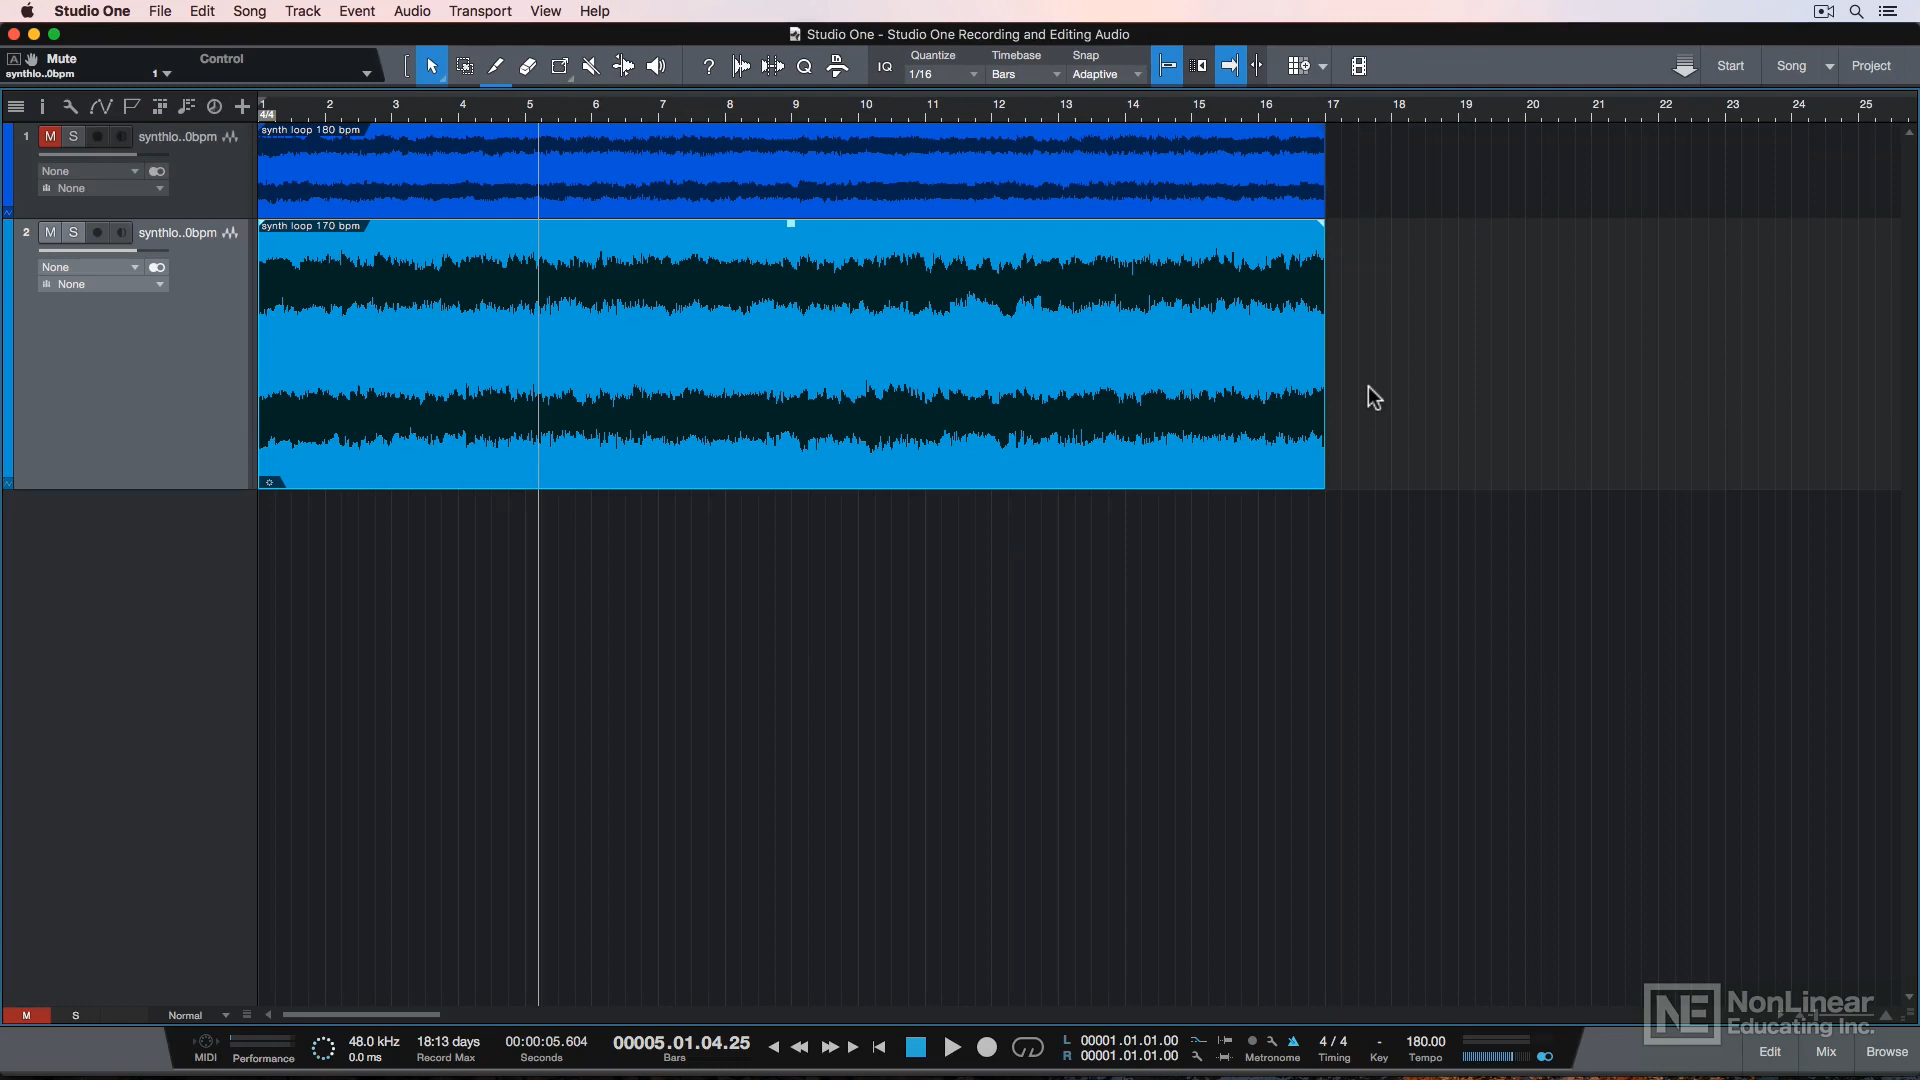 Studio One File Edit Song Track Event Audio Transport View Help
Studio One - Studio One Recording and Editing Audio
A Mute Control
synthlo..0bpm 1
IQ Quantize Timebase Snap
1/16 Bars Adaptive
Start Song Project
1 2 3 4 5 6 7 8 9 10 11 12 13 14 15 16 17 18 19 20 21 22 23 24 25
4/4
synth loop 180 bpm
1 M S synthlo..0bpm
None
None
synth loop 170 bpm
2 M S synthlo..0bpm
None
None
M S Normal
NE NonLinear
Educating Inc.
MIDI Performance
48.0 kHz 18:13 days 00:00:05.604 00005.01.04.25
0.0 ms Record Max Seconds Bars
L 00001.01.01.00
R 00001.01.01.00
Metronome
4 / 4 - 180.00
Timing Key Tempo
Edit Mix Browse